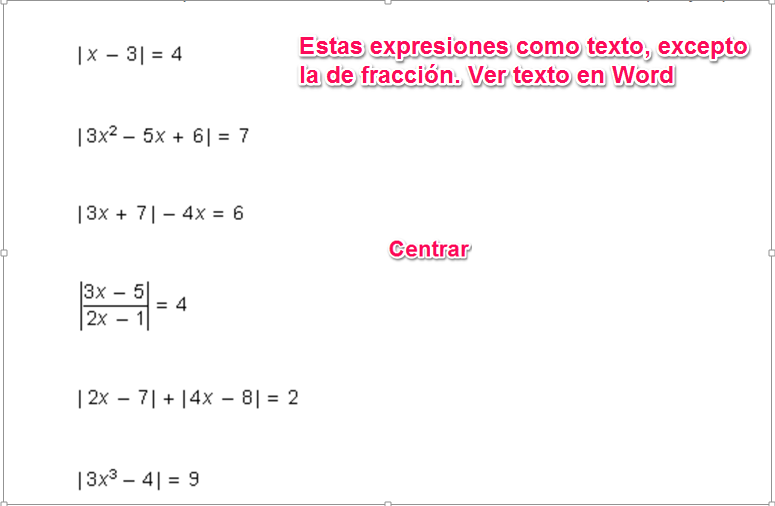 |x – 3| = 4
Estas expresiones como texto, excepto
la de fracción. Ver texto en Word
|3x² – 5x + 6| = 7
|3x + 7| – 4x = 6
Centrar
|3x – 5|
|2x – 1| = 4
|2x – 7| + |4x – 8| = 2
|3x³ – 4| = 9